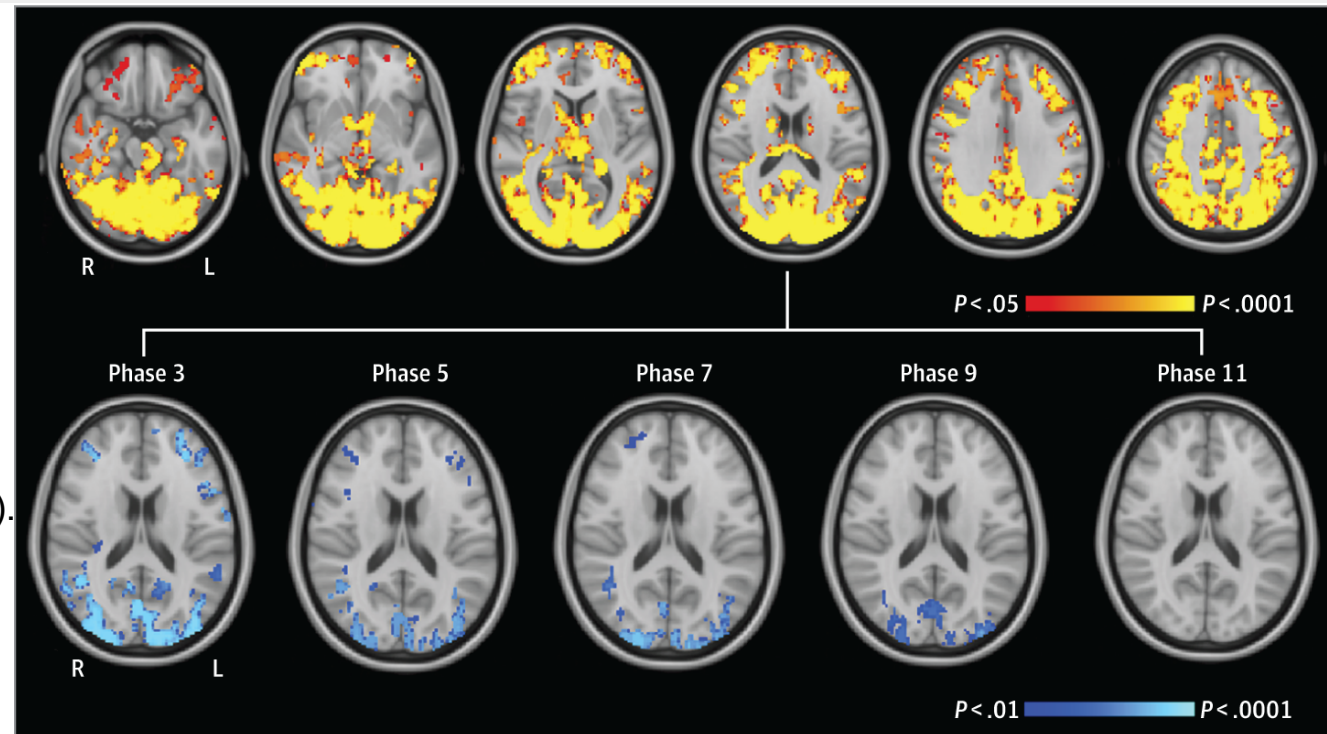 R L
P<.05 P<.0001
Phase 3 Phase 5 Phase 7 Phase 9 Phase 11
).
R L
P<.01 P<.0001